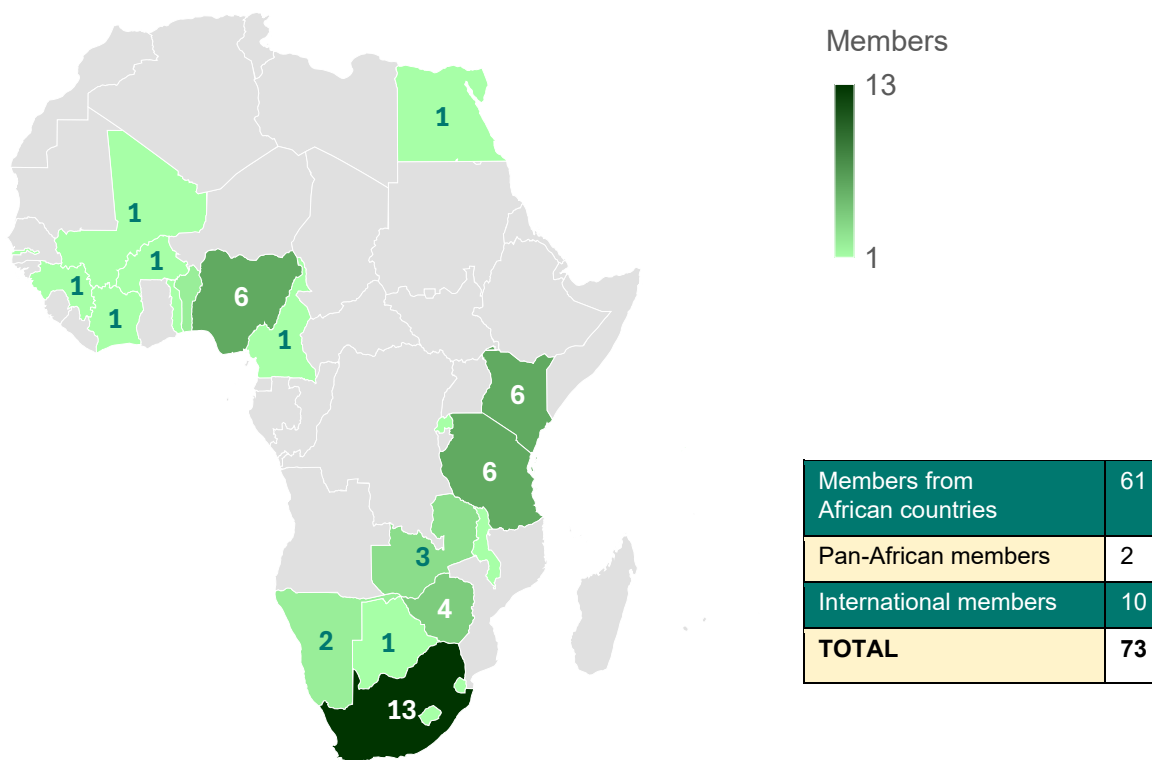 Members
13
1
1
1
1
1
1
6
1
6
6
3
4
2
1
13
Members from 61
African countries
Pan-African members 2
International members 10
TOTAL 73